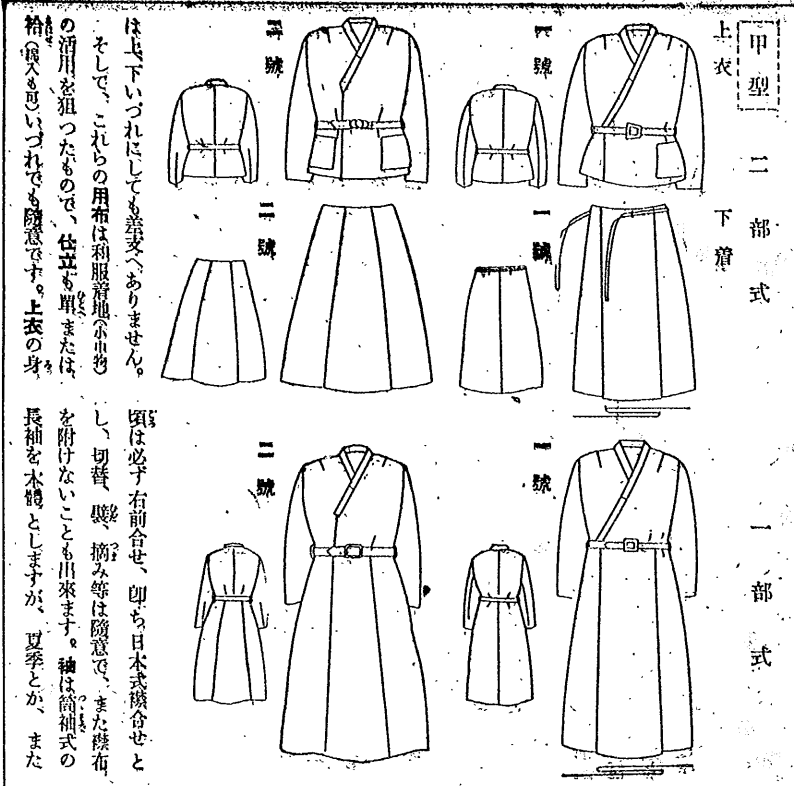 甲型
二部式
上衣
下着
一號
二號
一號
二號
一部式
一號
二號
は上、下いづれにしても差支へありません。
そして、これらの用布は和服着地(小巾物)
の活用を狙つたもので、仕立も單または、
袷(綿入も可)いづれでも隨意です。上衣の身
頃は必ず右前合せ、卽ち日本式襟合せと
し、切替、襞、摘み等は隨意で、また襟布
を附けないことも出來ます。袖は筒袖式の
長袖を本體としますが、夏季とか、また